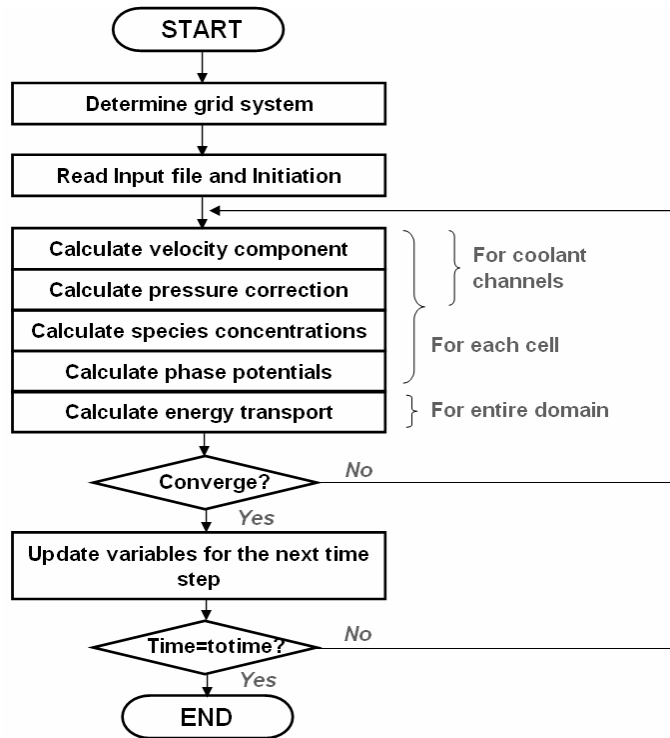 START
Determine grid system
Read Input file and Initiation
Calculate velocity component
Calculate pressure correction
Calculate species concentrations
Calculate phase potentials
Calculate energy transport
For coolant
channels
For each cell
For entire domain
Converge?
No
Yes
Update variables for the next time
step
Time=totime?
No
Yes
END